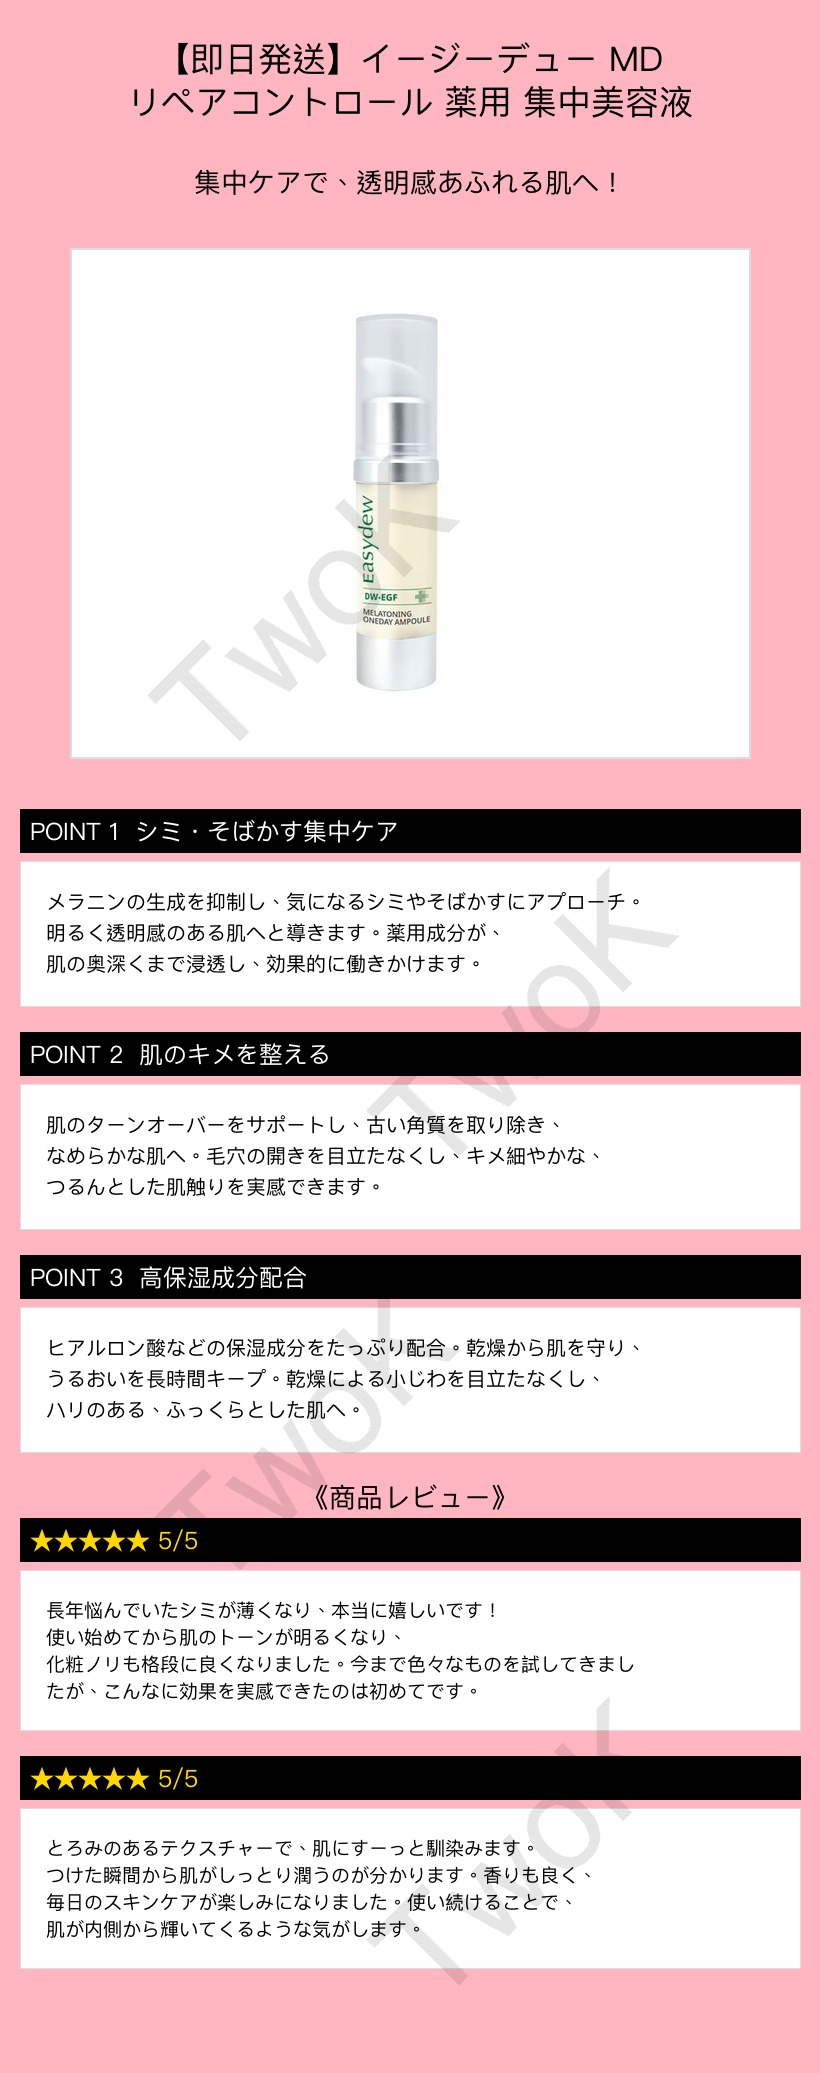 【即日発送】イージーデュー MD
リペアコントロール 薬用 集中美容液
集中ケアで、透明感あふれる肌へ！
Easydew
DW-EGF
MELATONING
ONEDAY AMPOULE
TwoK
POINT 1 シミ・そばかす集中ケア
メラニンの生成を抑制し、気になるシミやそばかすにアプローチ。
明るく透明感のある肌へと導きます。薬用成分が、
肌の奥深くまで浸透し、効果的に働きかけます。
TwoK
POINT 2 肌のキメを整える
肌のターンオーバーをサポートし、古い角質を取り除き、
なめらかな肌へ。毛穴の開きを目立たなくし、キメ細やかな、
つるんとした肌触りを実感できます。
POINT 3 高保湿成分配合
ヒアルロン酸などの保湿成分をたっぷり配合。乾燥から肌を守り、
うるおいを長時間キープ。乾燥による小じわを目立たなくし、
ハリのある、ふっくらとした肌へ。
TwoK
《商品レビュー》
★★★★★ 5/5
長年悩んでいたシミが薄くなり、本当に嬉しいです！
使い始めてから肌のトーンが明るくなり、
化粧ノリも格段に良くなりました。今まで色々なものを試してきまし
たが、こんなに効果を実感できたのは初めてです。
★★★★★ 5/5
とろみのあるテクスチャーで、肌にすーっと馴染みます。
つけた瞬間から肌がしっとり潤うのが分かります。香りも良く、
毎日のスキンケアが楽しみになりました。使い続けることで、
肌が内側から輝いてくるような気がします。
TwoK